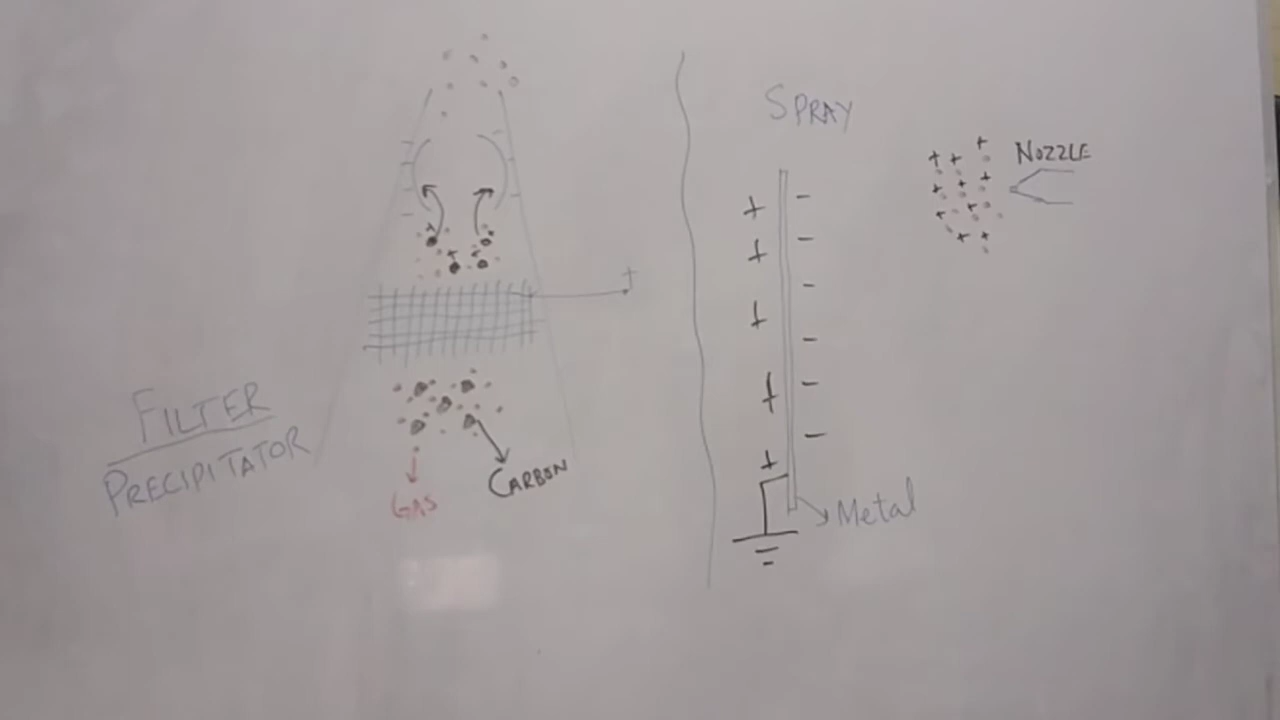 FILTER
PRECIPITATOR
GAS
CARBON
SPRAY
NOZZLE
Metal